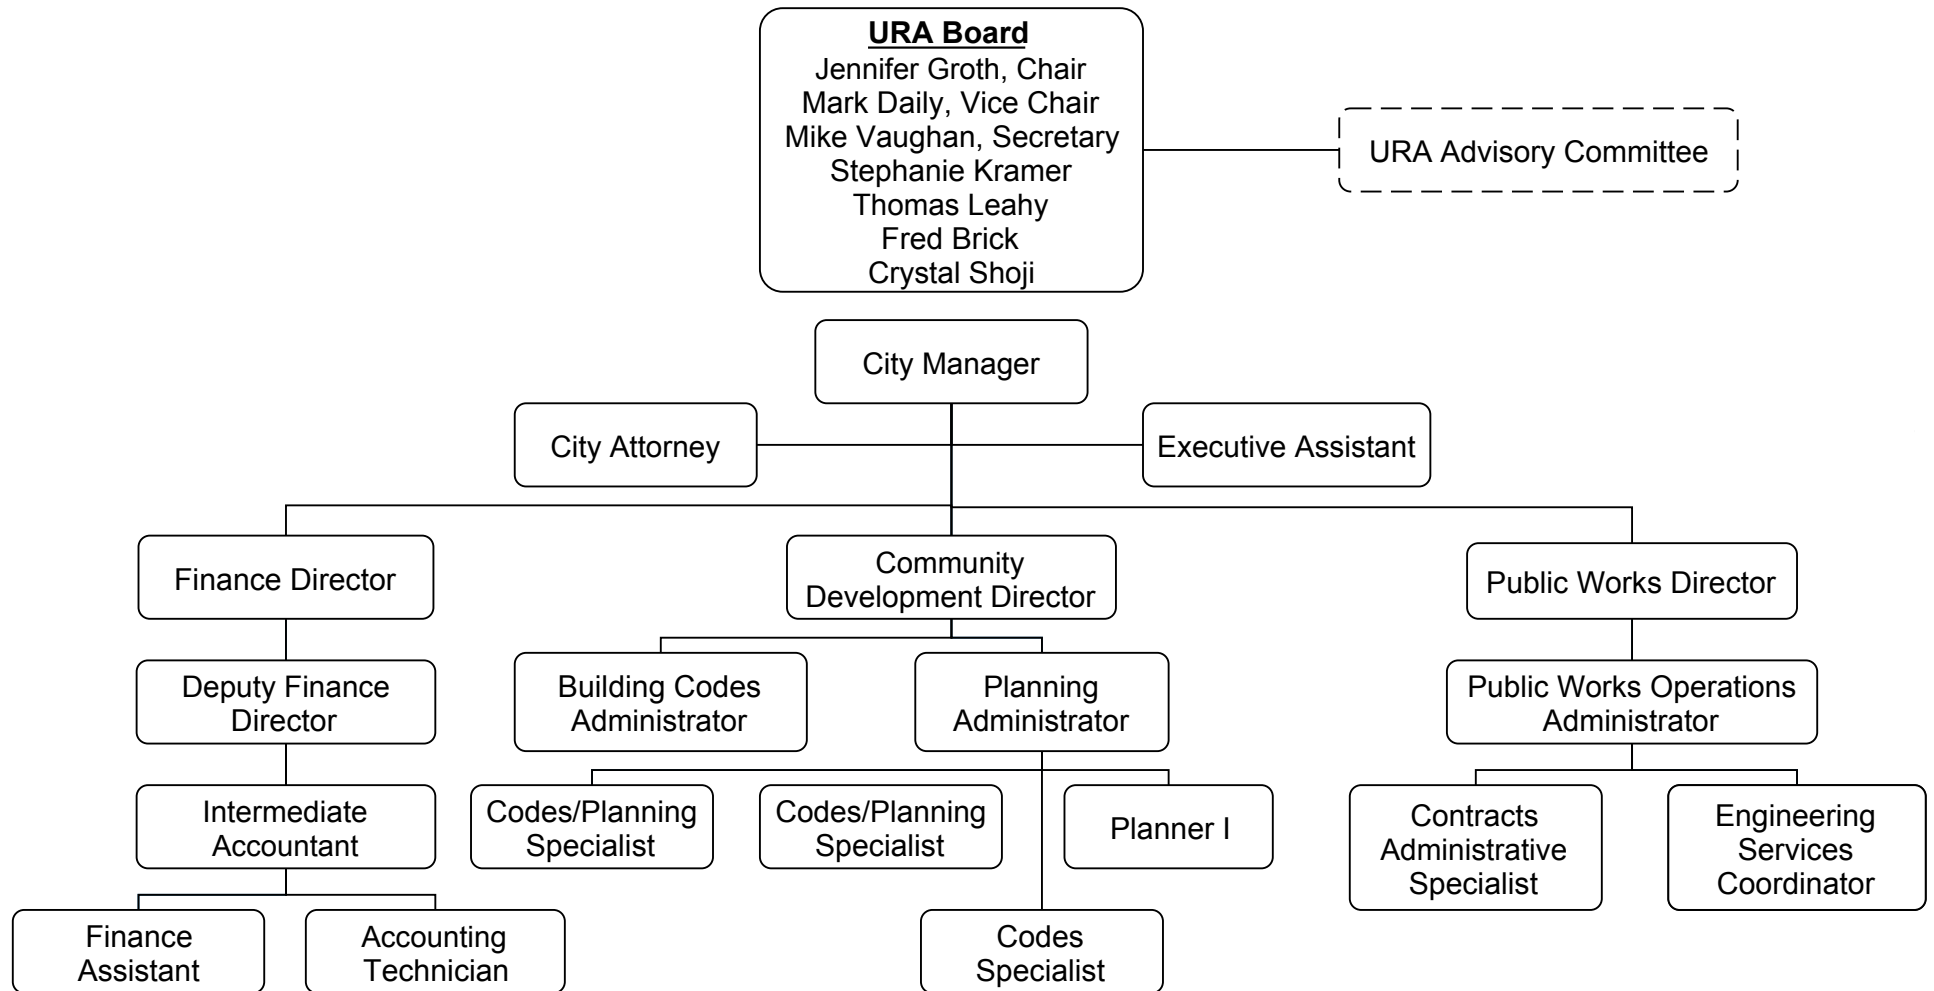 URA Board
Jennifer Groth, Chair
Mark Daily, Vice Chair
Mike Vaughan, Secretary
Stephanie Kramer
Thomas Leahy
Fred Brick
Crystal Shoji
URA Advisory Committee
City Manager
City Attorney
Executive Assistant
Finance Director
Community
Development Director
Public Works Director
Deputy Finance
Director
Building Codes
Administrator
Planning
Administrator
Public Works Operations
Administrator
Intermediate
Accountant
Codes/Planning
Specialist
Codes/Planning
Specialist
Planner I
Contracts
Administrative
Specialist
Engineering
Services
Coordinator
Finance
Assistant
Accounting
Technician
Codes
Specialist